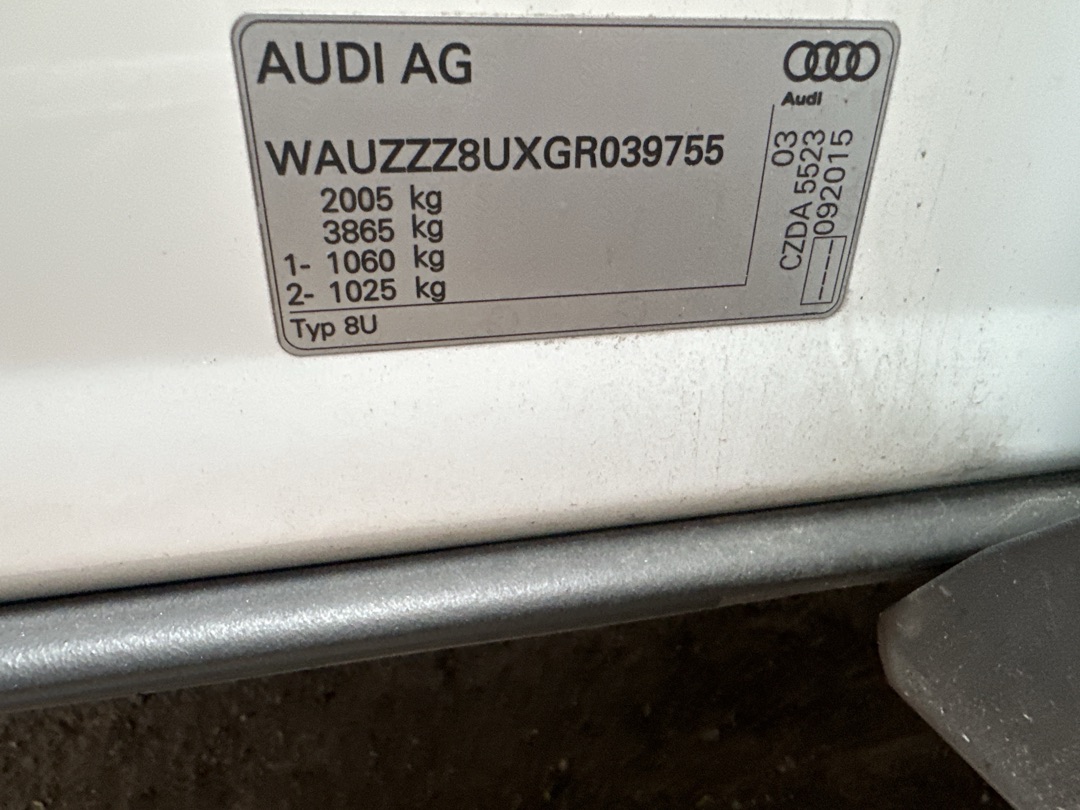 AUDI AG
Audi
WAUZZZ8UXGR039755
2005 kg
3865 kg
1- 1060 kg
2- 1025 kg
Typ 8U
03
CZDA 5523
----092015